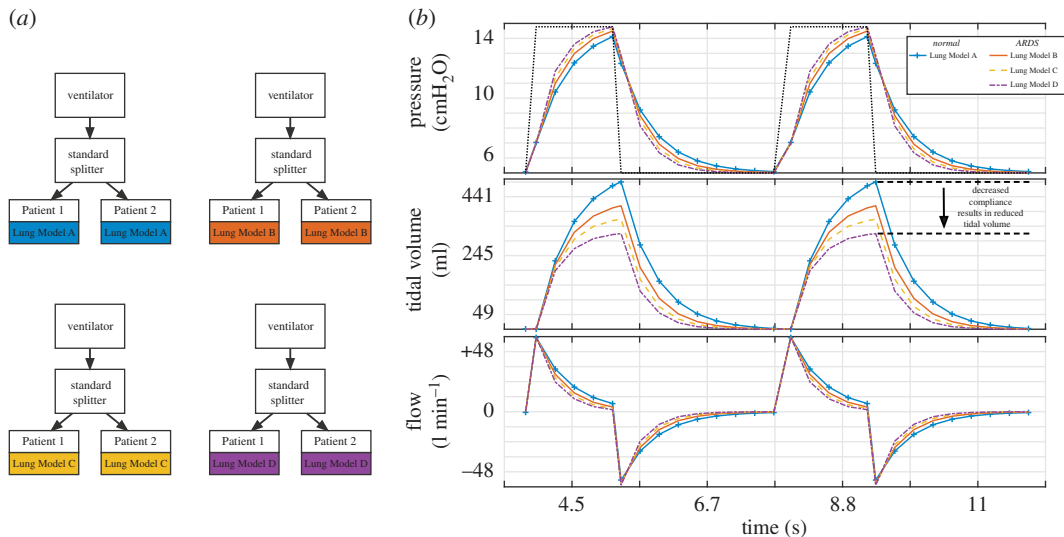 (a)
ventilator
standard
splitter
Patient 1
Patient 2
Lung Model A
Lung Model A
ventilator
standard
splitter
Patient 1
Patient 2
Lung Model B
Lung Model B
ventilator
standard
splitter
Patient 1
Patient 2
Lung Model C
Lung Model C
ventilator
standard
splitter
Patient 1
Patient 2
Lung Model D
Lung Model D
(b)
pressure
(cmH₂O)
14
10
6
normal
Lung Model A
ARDS
Lung Model B
Lung Model C
Lung Model D
tidal volume
(ml)
441
245
49
decreased
compliance
results in reduced
tidal volume
flow
(1 min⁻¹)
+48
0
−48
4.5
6.7
8.8
11
time (s)